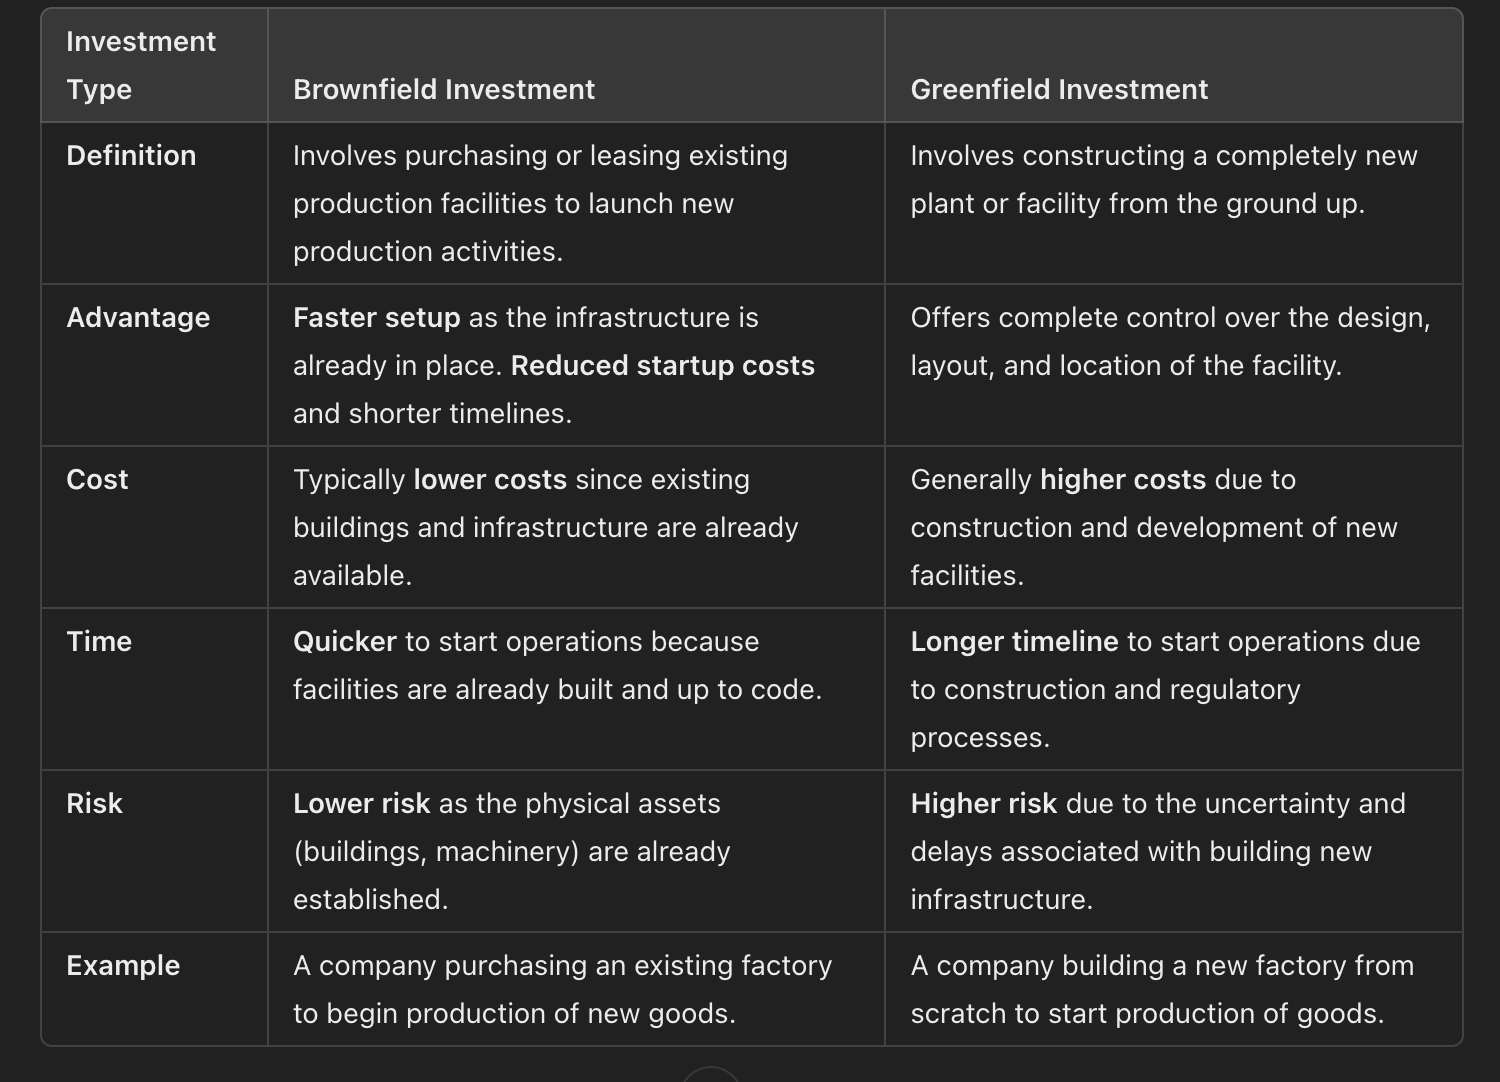 Investment
Type
Brownfield Investment
Greenfield Investment
Definition
Involves purchasing or leasing existing
production facilities to launch new
production activities.
Involves constructing a completely new
plant or facility from the ground up.
Advantage
Faster setup as the infrastructure is
already in place. Reduced startup costs
and shorter timelines.
Offers complete control over the design,
layout, and location of the facility.
Cost
Typically lower costs since existing
buildings and infrastructure are already
available.
Generally higher costs due to
construction and development of new
facilities.
Time
Quicker to start operations because
facilities are already built and up to code.
Longer timeline to start operations due
to construction and regulatory
processes.
Risk
Lower risk as the physical assets
(buildings, machinery) are already
established.
Higher risk due to the uncertainty and
delays associated with building new
infrastructure.
Example
A company purchasing an existing factory
to begin production of new goods.
A company building a new factory from
scratch to start production of goods.